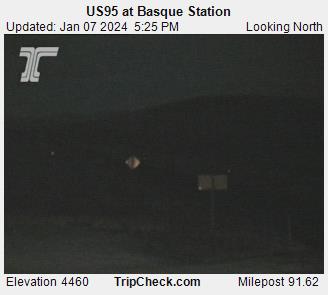 US95 at Basque Station
Updated: Jan 07 2024 5:25 PM Looking North
Elevation 4460 TripCheck.com Milepost 91.62